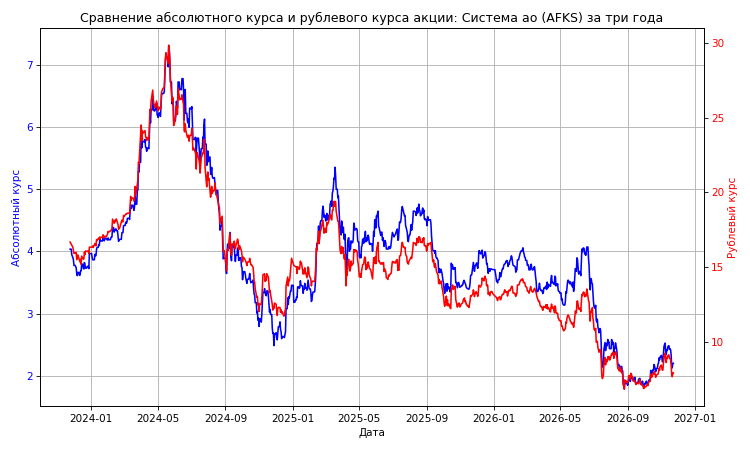 Сравнение абсолютного курса и рублевого курса акции: Система ао (AFKS) за три года
7
6
5
4
3
2
Абсолютный курс
30
25
20
15
10
Рублевый курс
2024-01 2024-05 2024-09 2025-01 2025-05 2025-09 2026-01 2026-05 2026-09 2027-01
Дата